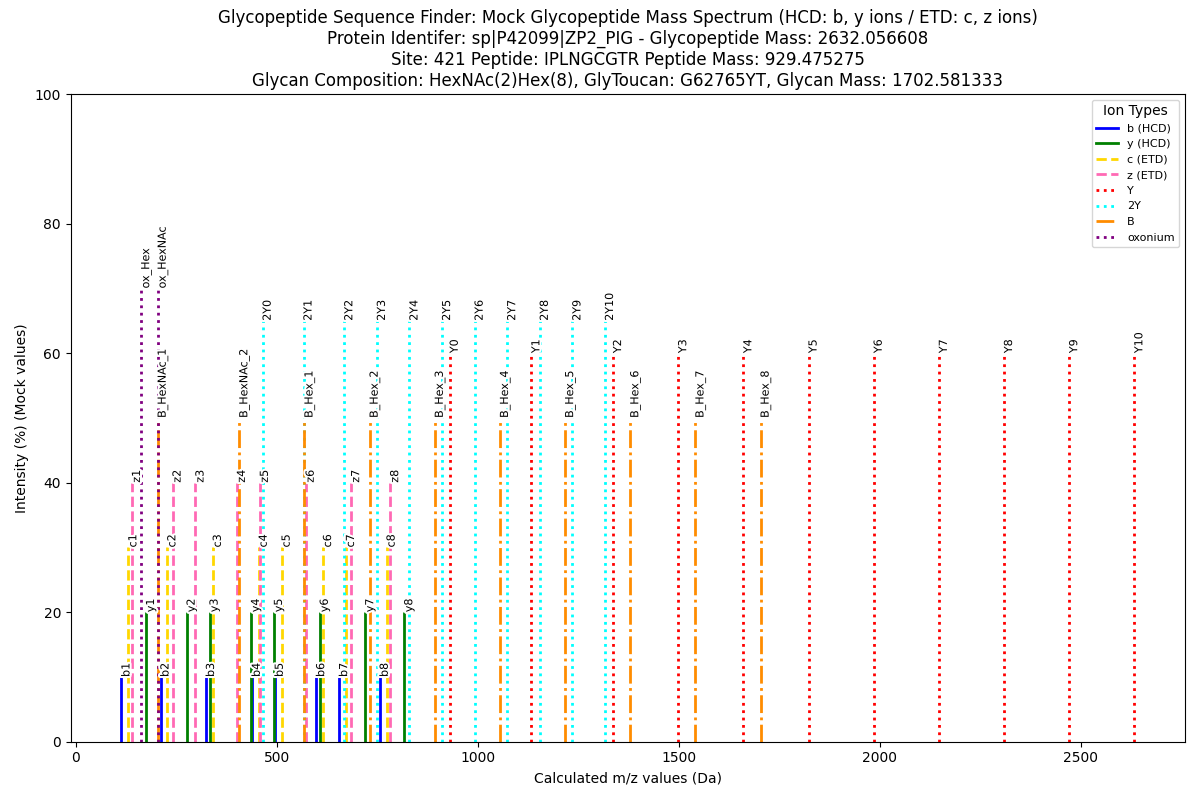 Glycopeptide Sequence Finder: Mock Glycopeptide Mass Spectrum (HCD: b, y ions / ETD: c, z ions)
Protein Identifer: sp|P42099|ZP2_PIG - Glycopeptide Mass: 2632.056608
Site: 421 Peptide: IPLNGCGTR Peptide Mass: 929.475275
Glycan Composition: HexNAc(2)Hex(8), GlyToucan: G62765YT, Glycan Mass: 1702.581333
Intensity (%) (Mock values)
100
80
60
40
20
0
Ion Types
b (HCD)
y (HCD)
c (ETD)
z (ETD)
Y
2Y
B
oxonium
ox_Hex
ox_HexNAc
2Y0
2Y1
2Y2
2Y3
2Y4
2Y5
2Y6
2Y7
2Y8
2Y9
2Y10
Y0
Y1
Y2
Y3
Y4
Y5
Y6
Y7
Y8
Y9
Y10
B_HexNAc_1
B_HexNAc_2
B_Hex_1
B_Hex_2
B_Hex_3
B_Hex_4
B_Hex_5
B_Hex_6
B_Hex_7
B_Hex_8
z1
z2
z3
z4
z5
z6
z7
z8
c1
c2
c3
c4
c5
c6
c7
c8
y1
y2
y3
y4
y5
y6
y7
y8
b1
b2
b3
b4
b5
b6
b7
b8
0
500
1000
1500
2000
2500
Calculated m/z values (Da)